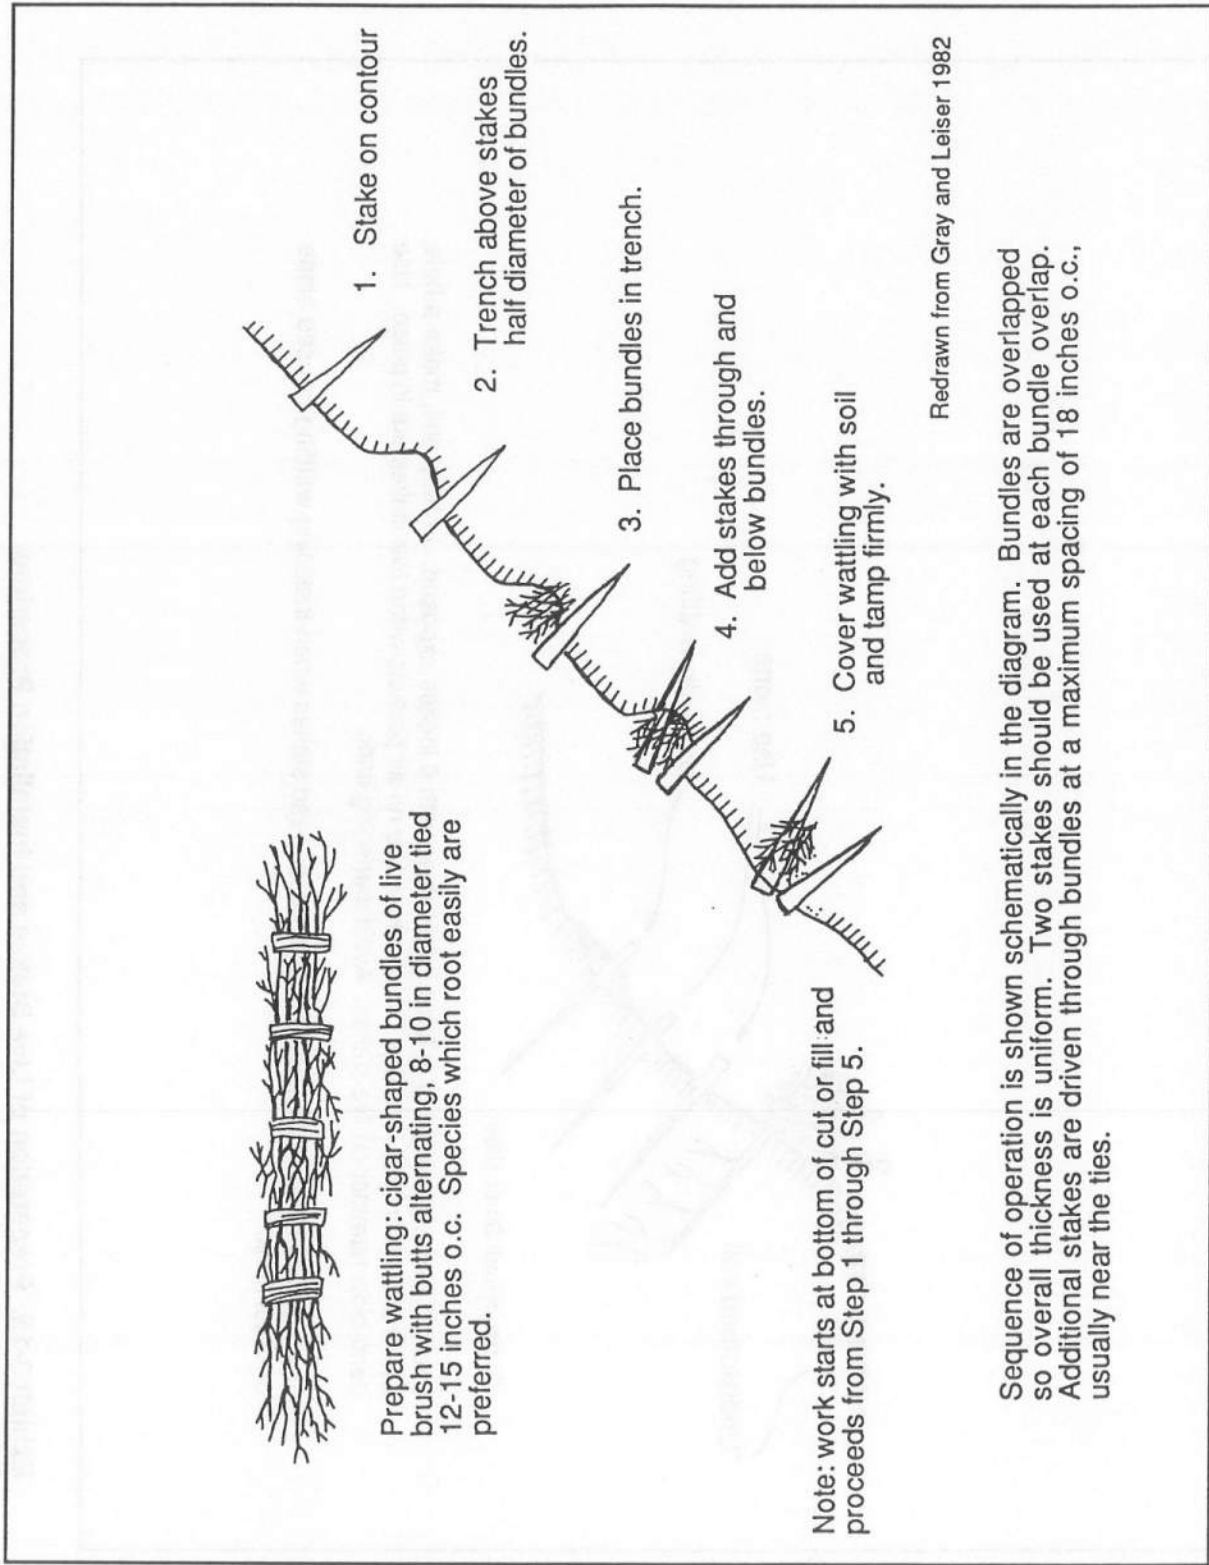 Prepare wattling: cigar-shaped bundles of live
brush with butts alternating, 8-10 in diameter tied
12-15 inches o.c.  Species which root easily are
preferred.
1.  Stake on contour
2.  Trench above stakes
half diameter of bundles.
3. Place bundles in trench.
4.  Add stakes through and
below bundles.
5.  Cover wattling with soil
and tamp firmly.
Note: work starts at bottom of cut or fill and
proceeds from Step 1 through Step 5.
Redrawn from Gray and Leiser 1982
Sequence of operation is shown schematically in the diagram.  Bundles are overlapped
so overall thickness is uniform.  Two stakes should be used at each bundle overlap.
Additional stakes are driven through bundles at a maximum spacing of 18 inches o.c.,
usually near the ties.